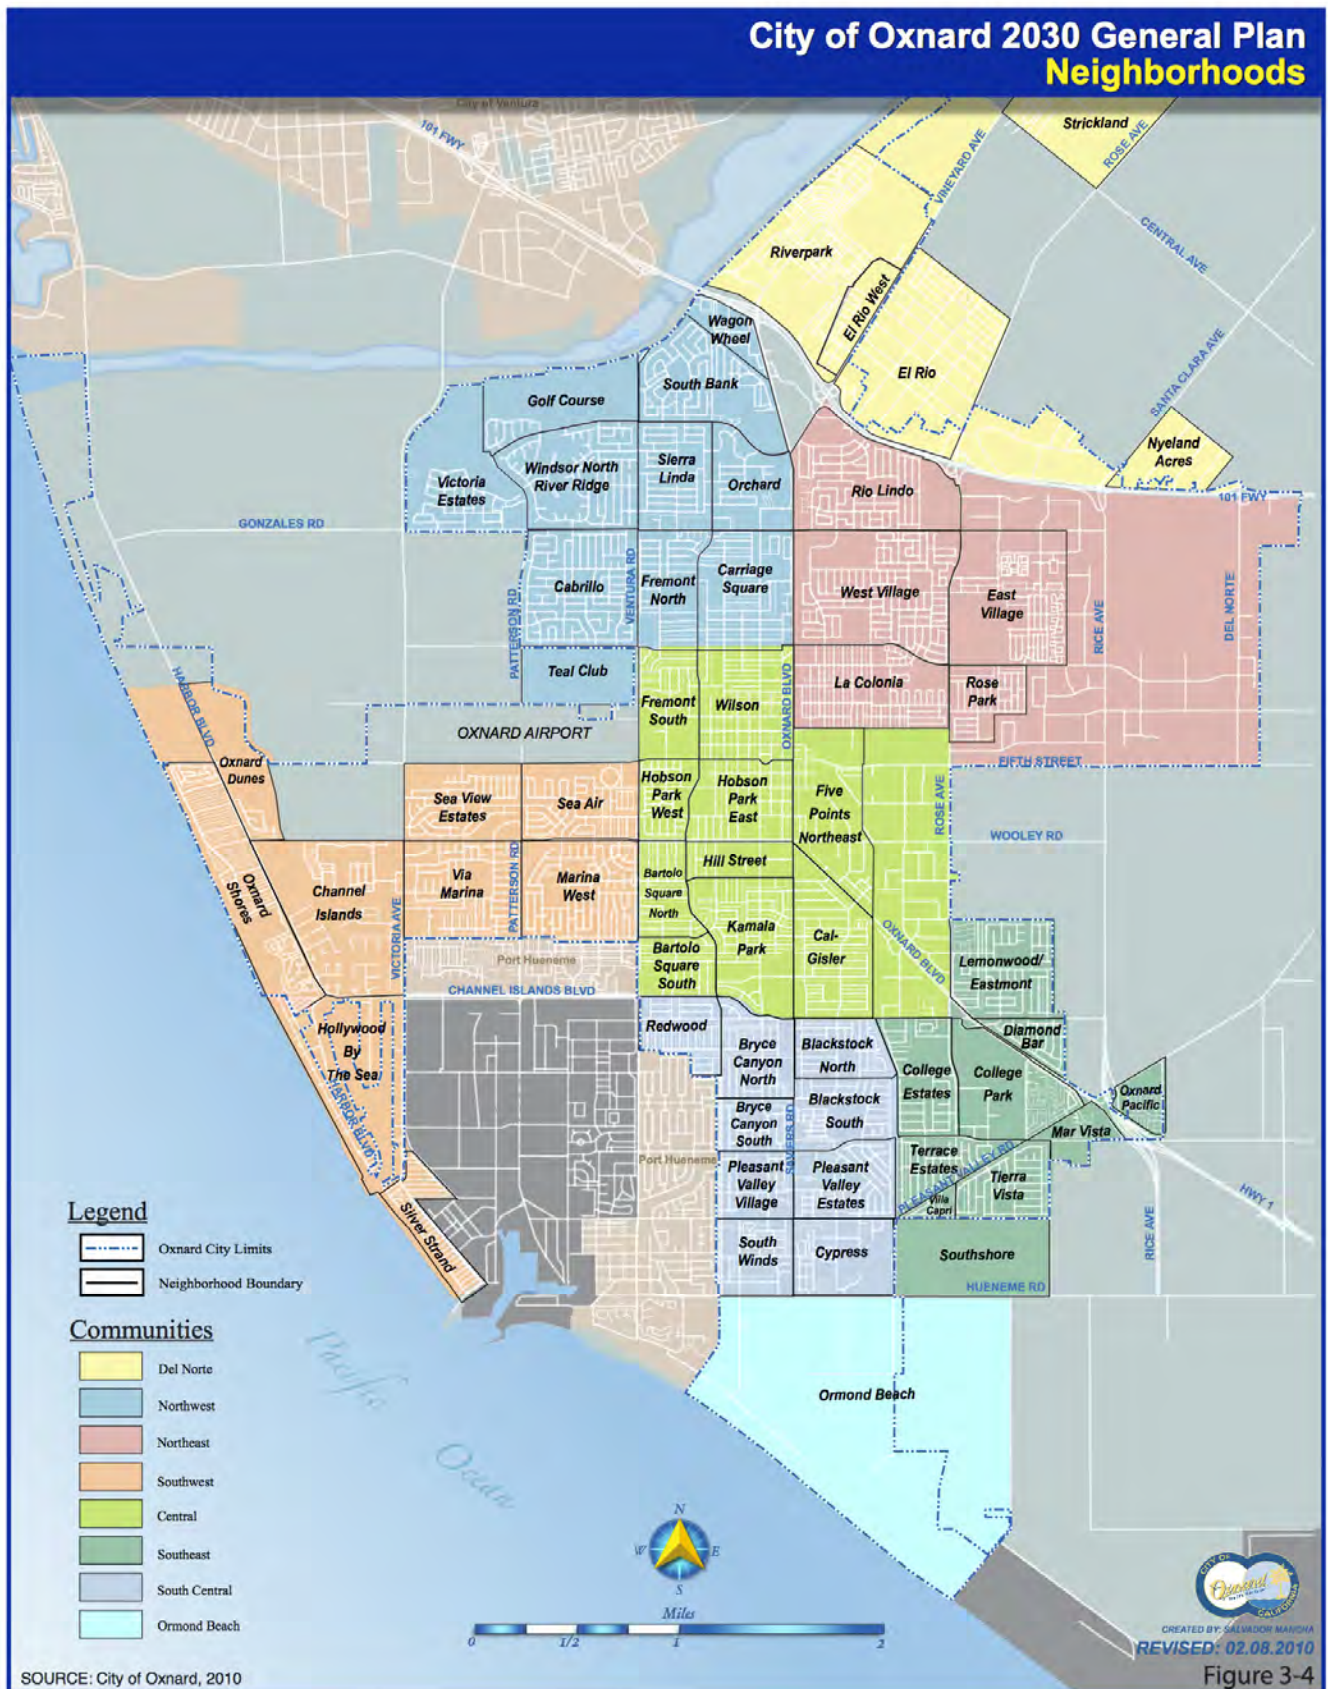 City of Oxnard 2030 General Plan
Neighborhoods
City of Ventura
101 FWY
Strickland
ROSE AVE
VINEYARD AVE
CENTRAL AVE
Riverpark
El Rio West
El Rio
SANTA CLARA AVE
Nyeland
Acres
101 FWY
Wagon
Wheel
South Bank
Golf Course
Windsor North
River Ridge
Sierra
Linda
Orchard
Victoria
Estates
Rio Lindo
GONZALES RD
PATTERSON RD
Cabrillo
VENTURA RD
Fremont
North
Carriage
Square
West Village
East
Village
RICE AVE
DEL NORTE
Teal Club
HARBOR BLVD
Fremont
South
Wilson
OXNARD BLVD
La Colonia
Rose
Park
OXNARD AIRPORT
FIFTH STREET
Oxnard
Dunes
Sea View
Estates
Sea Air
Hobson
Park
West
Hobson
Park
East
Five
Points
Northeast
ROSE AVE
WOOLEY RD
Oxnard
Shores
Channel
Islands
VICTORIA AVE
Via
Marina
PATTERSON RD
Marina
West
Bartolo
Square
North
Hill Street
Kamala
Park
Cal-
Gisler
OXNARD BLVD
Lemonwood/
Eastmont
Port Hueneme
Bartolo
Square
South
CHANNEL ISLANDS BLVD
Hollywood
By
The Sea
HARBOR BLVD
Redwood
Bryce
Canyon
North
Blackstock
North
College
Estates
College
Park
Diamond
Bar
Oxnard
Pacific
Bryce
Canyon
South
SAVIERS RD
Blackstock
South
Mar Vista
Port Hueneme
Pleasant
Valley
Village
Pleasant
Valley
Estates
Terrace
Estates
PLEASANT VALLEY RD
Villa
Capri
Tierra
Vista
HWY 1
RICE AVE
Silver Strand
South
Winds
Cypress
Southshore
HUENEME RD
Ormond Beach
Pacific
Ocean
Legend
Oxnard City Limits
Neighborhood Boundary
Communities
Del Norte
Northwest
Northeast
Southwest
Central
Southeast
South Central
Ormond Beach
N
W E
S
Miles
0 1/2 1 2
CITY OF
Oxnard
CALIFORNIA
CREATED BY: SALVADOR MANCHA
REVISED: 02.08.2010
SOURCE: City of Oxnard, 2010
Figure 3-4